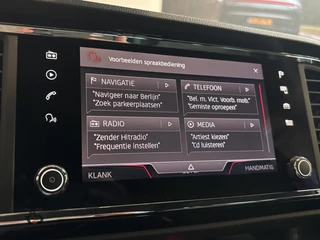 Voorbeelden spraakbediening
NAVIGATIE
"Navigeer naar Berlijn"
"Zoek parkeerplaatsen"
TELEFOON
"Bel. m. Vict. Voorb. mob."
"Gemiste oproepen"
RADIO
"Zender Hitradio"
"Frequentie instellen"
MEDIA
"Artiest kiezen"
"Cd luisteren"
KLANK
HANDMATIG